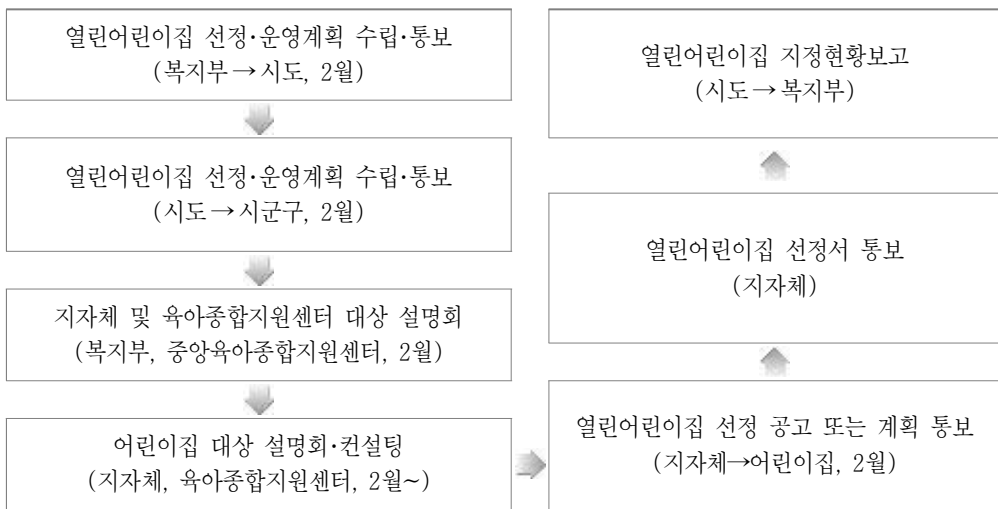 열린어린이집 선정·운영계획 수립·통보
(복지부→시도, 2월)
열린어린이집 선정·운영계획 수립·통보
(시도→시군구, 2월)
지자체 및 육아종합지원센터 대상 설명회
(복지부, 중앙육아종합지원센터, 2월)
어린이집 대상 설명회·컨설팅
(지자체, 육아종합지원센터, 2월~)
열린어린이집 선정 공고 또는 계획 통보
(지자체→어린이집, 2월)
열린어린이집 선정서 통보
(지자체)
열린어린이집 지정현황보고
(시도→복지부)